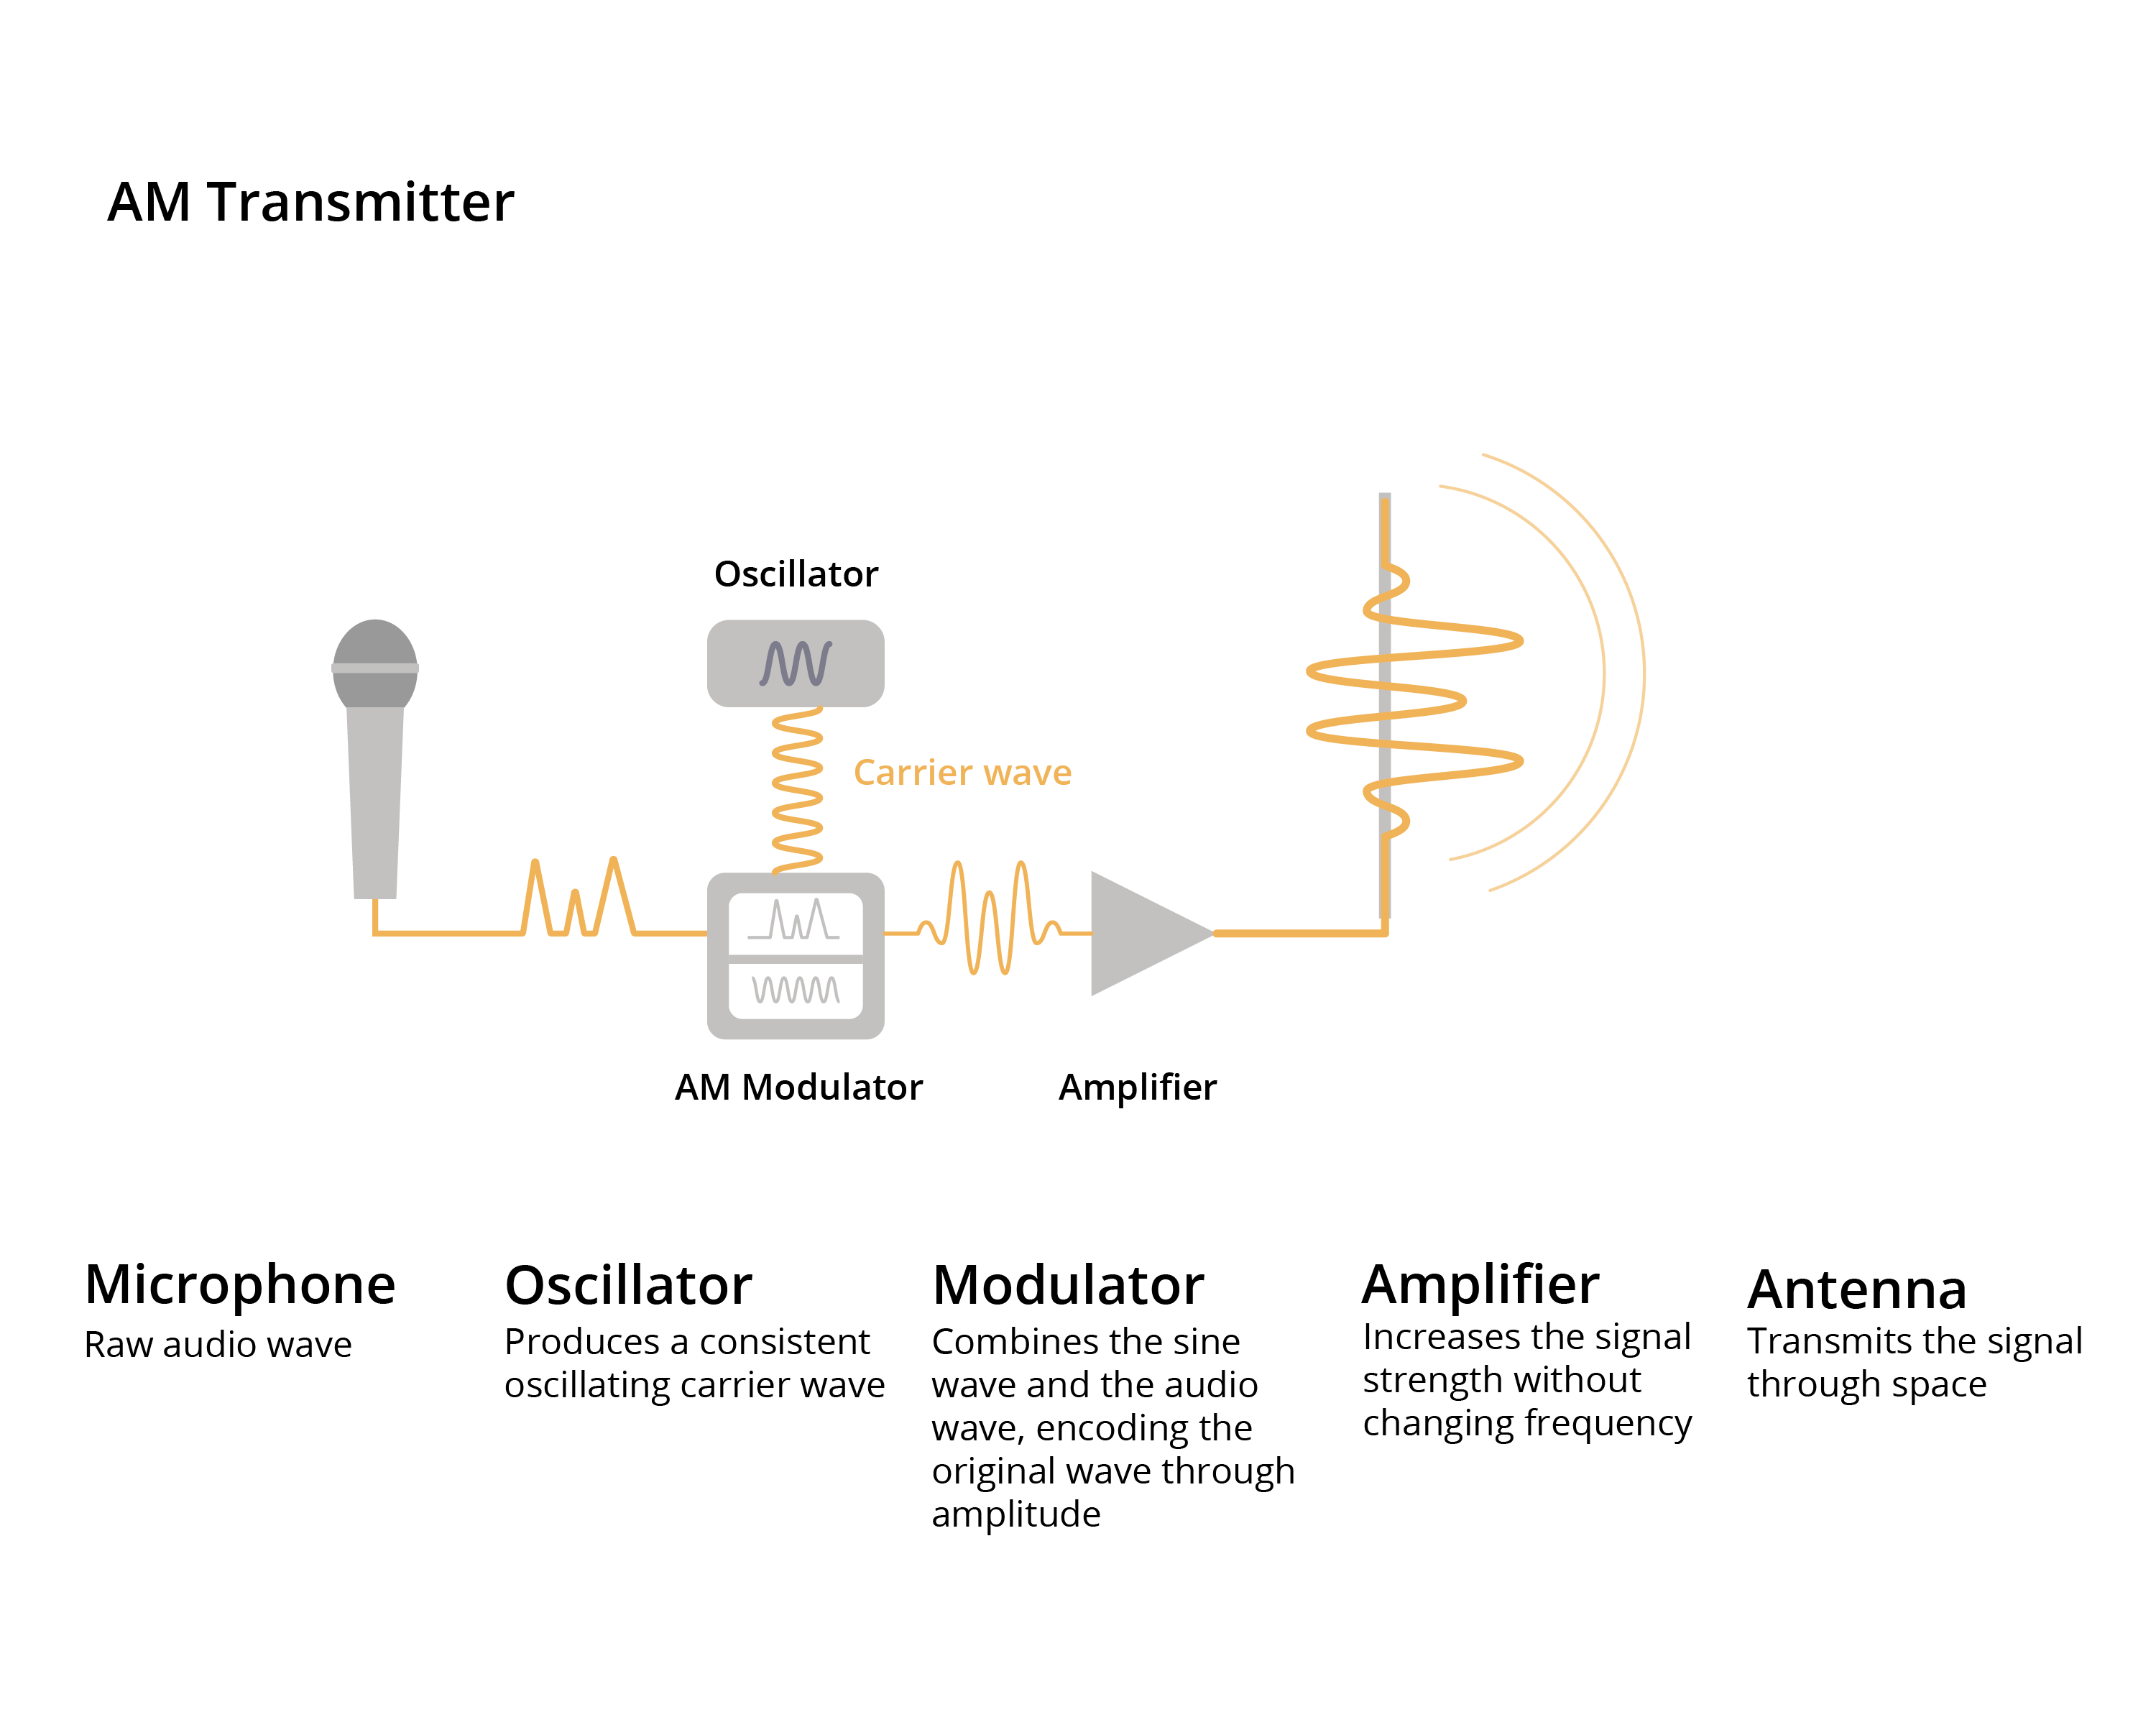 AM Transmitter
Oscillator
Carrier wave
AM Modulator
Amplifier
Microphone
Raw audio wave
Oscillator
Produces a consistent
oscillating carrier wave
Modulator
Combines the sine
wave and the audio
wave, encoding the
original wave through
amplitude
Amplifier
Increases the signal
strength without
changing frequency
Antenna
Transmits the signal
through space